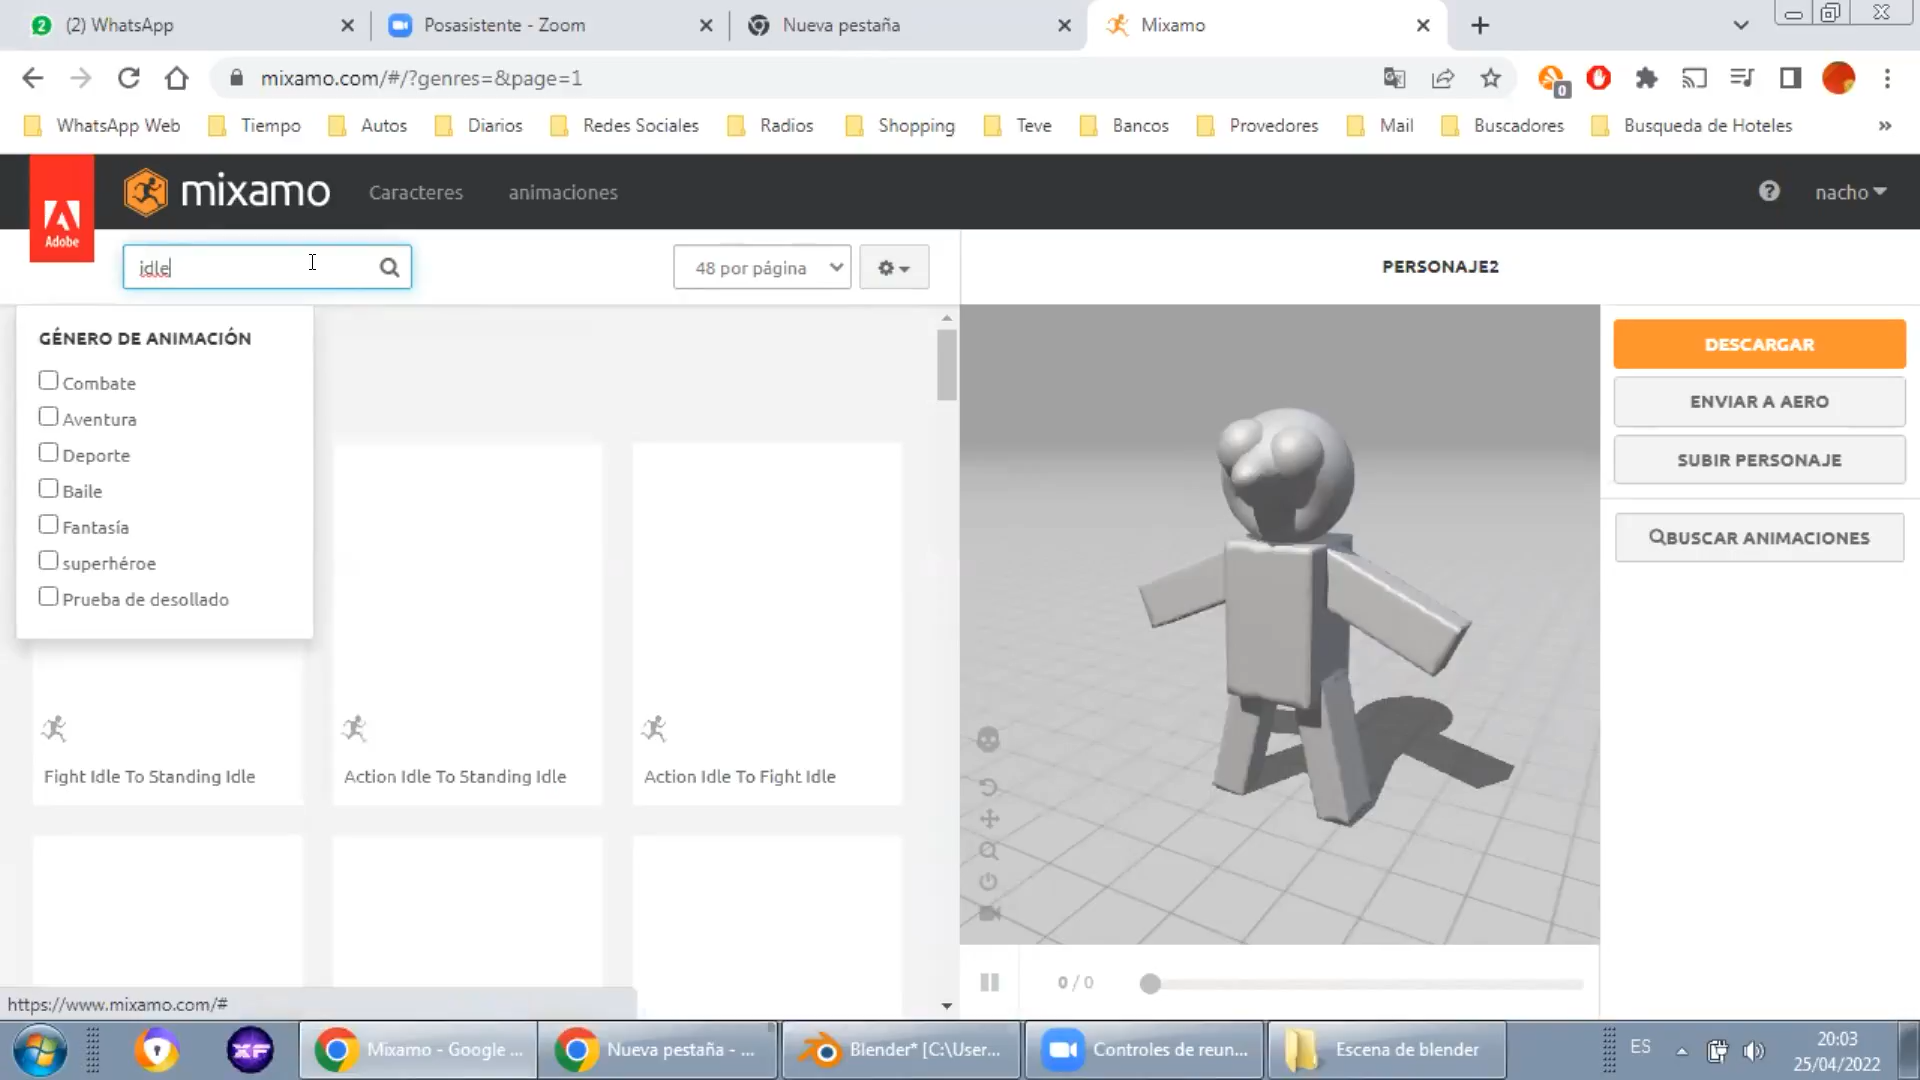 2 (2) WhatsApp
Posasistente - Zoom
Nueva pestaña
Mixamo
mixamo.com/#/?genres=&page=1
0
WhatsApp Web
Tiempo
Autos
Diarios
Redes Sociales
Radios
Shopping
Teve
Bancos
Provedores
Mail
Buscadores
Busqueda de Hoteles
»
Adobe
mixamo
Caracteres
animaciones
nacho
idle
48 por página
PERSONAJE2
GÉNERO DE ANIMACIÓN
Combate
Aventura
Deporte
Baile
Fantasía
superhéroe
Prueba de desollado
DESCARGAR
ENVIAR A AERO
SUBIR PERSONAJE
BUSCAR ANIMACIONES
Fight Idle To Standing Idle
Action Idle To Standing Idle
Action Idle To Fight Idle
0 / 0
https://www.mixamo.com/#
XF
Mixamo - Google ...
Nueva pestaña - ...
Blender* [C:\User...
Controles de reun...
Escena de blender
ES
20:03
25/04/2022